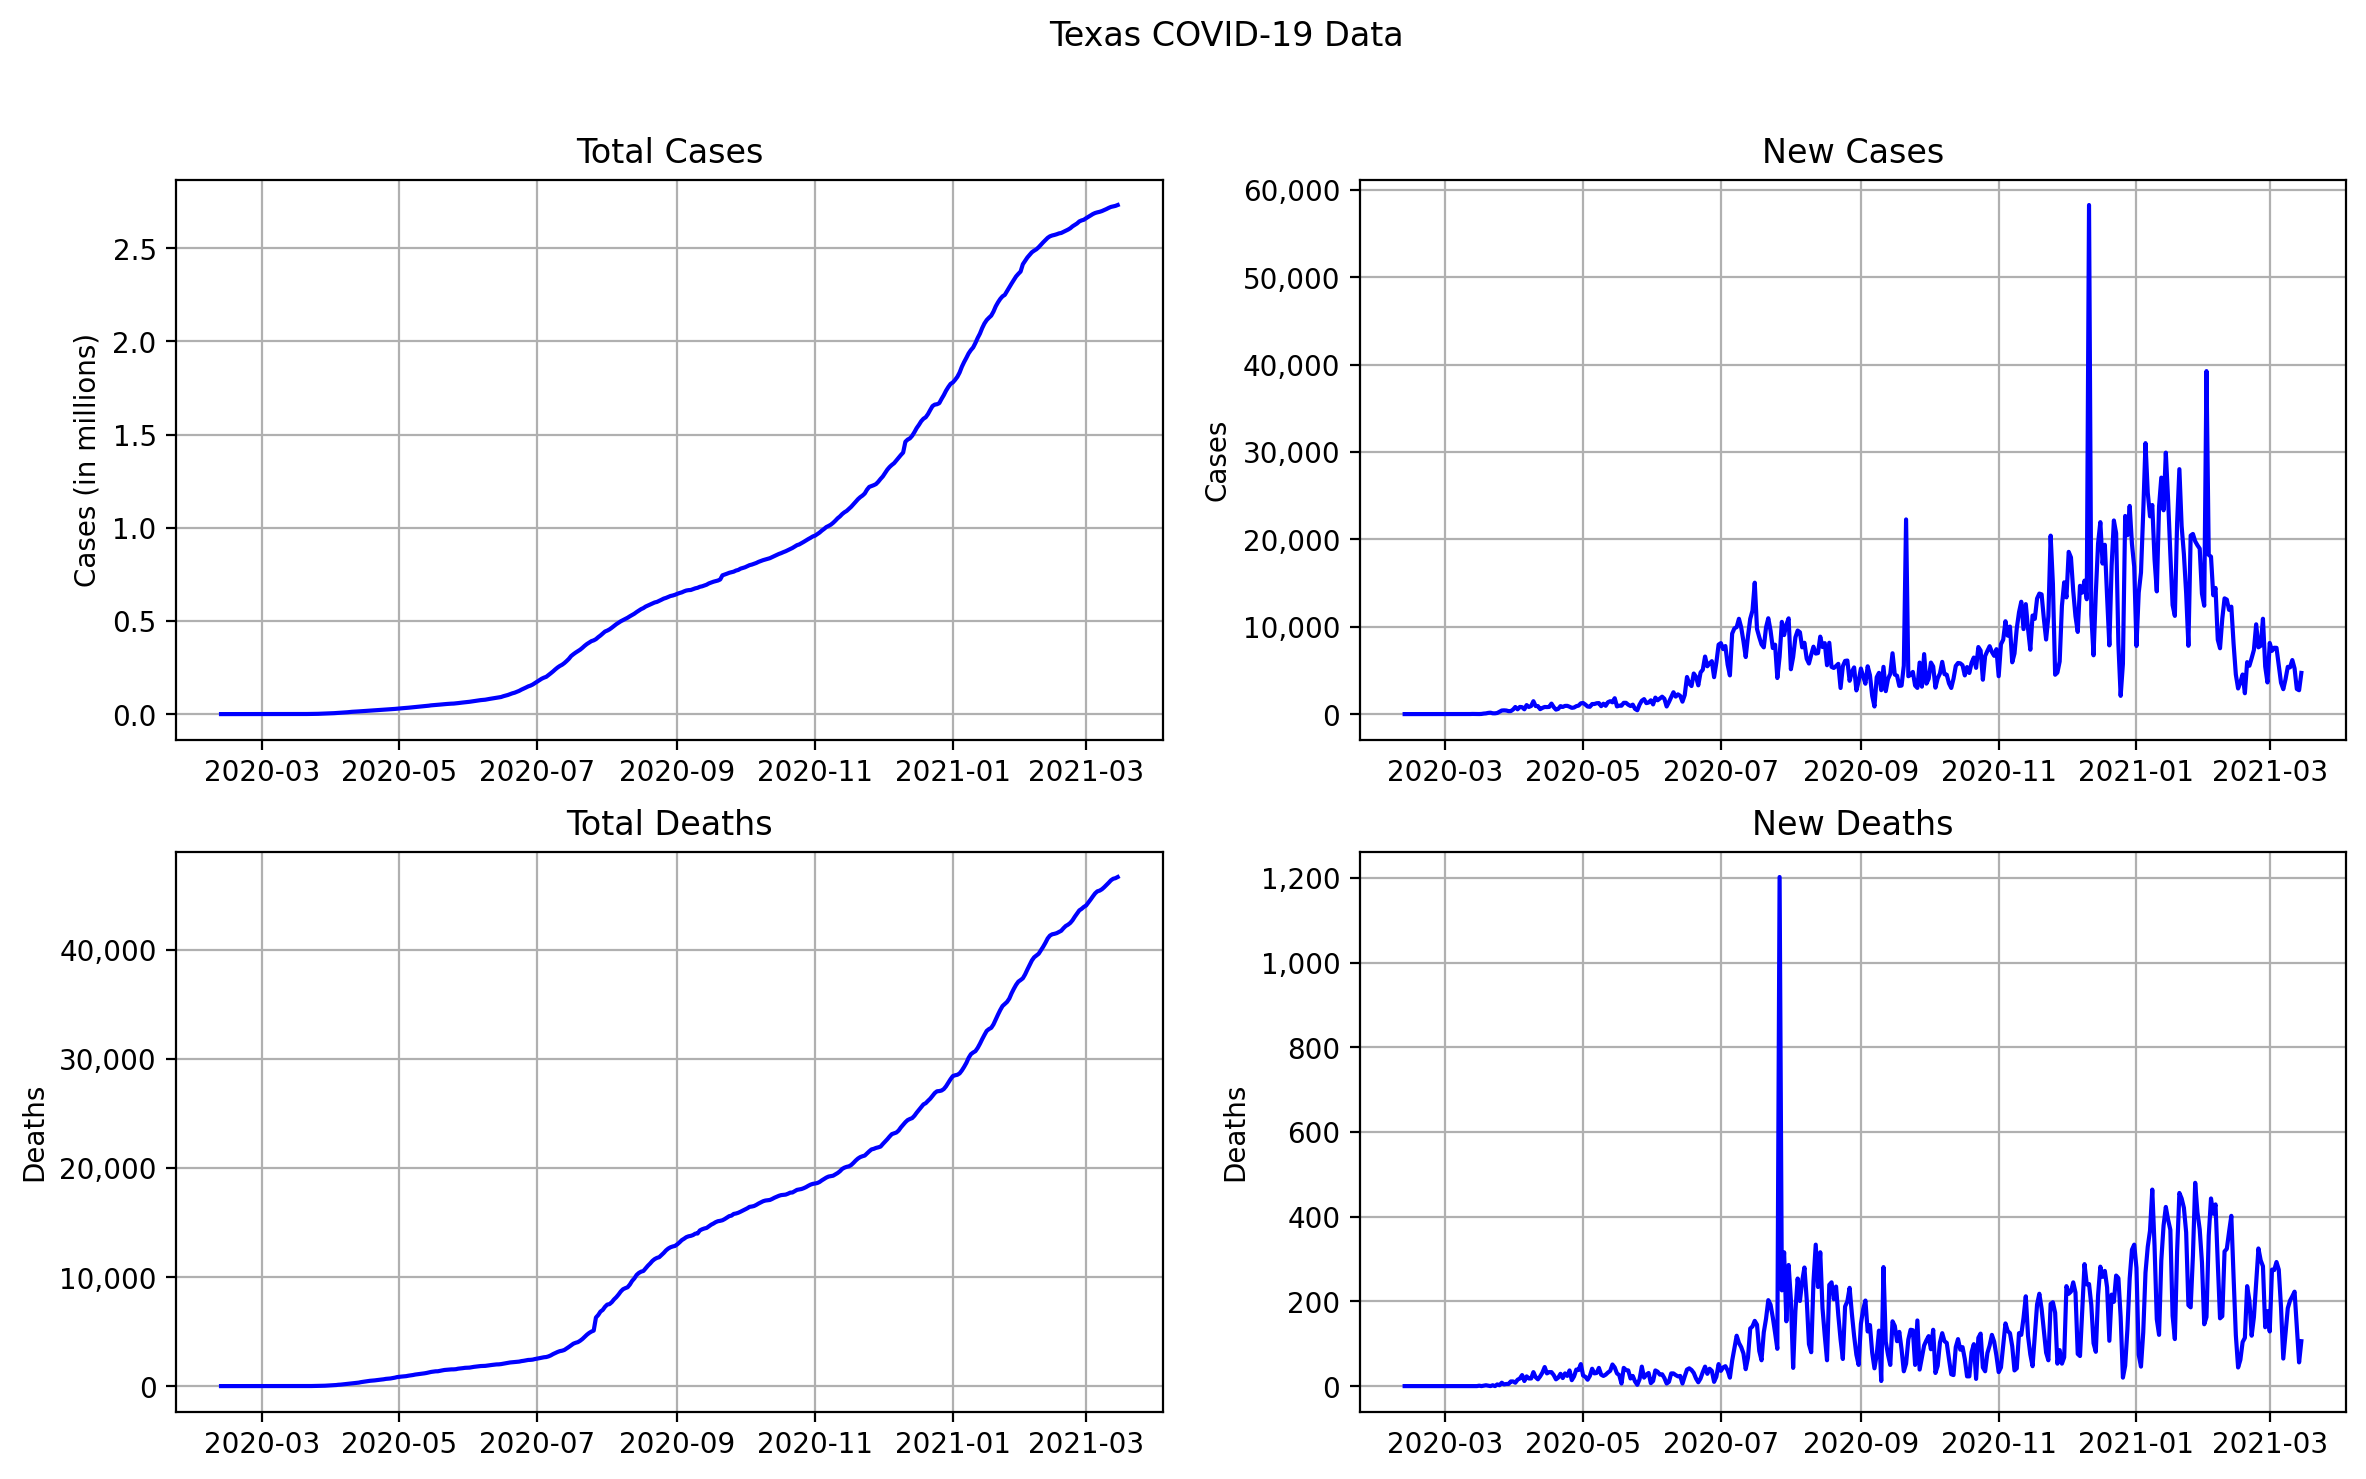 Texas COVID-19 Data
Total Cases
Cases (in millions)
2.5
2.0
1.5
1.0
0.5
0.0
2020-03 2020-05 2020-07 2020-09 2020-11 2021-01 2021-03
New Cases
Cases
60,000
50,000
40,000
30,000
20,000
10,000
0
2020-03 2020-05 2020-07 2020-09 2020-11 2021-01 2021-03
Total Deaths
Deaths
40,000
30,000
20,000
10,000
0
2020-03 2020-05 2020-07 2020-09 2020-11 2021-01 2021-03
New Deaths
Deaths
1,200
1,000
800
600
400
200
0
2020-03 2020-05 2020-07 2020-09 2020-11 2021-01 2021-03